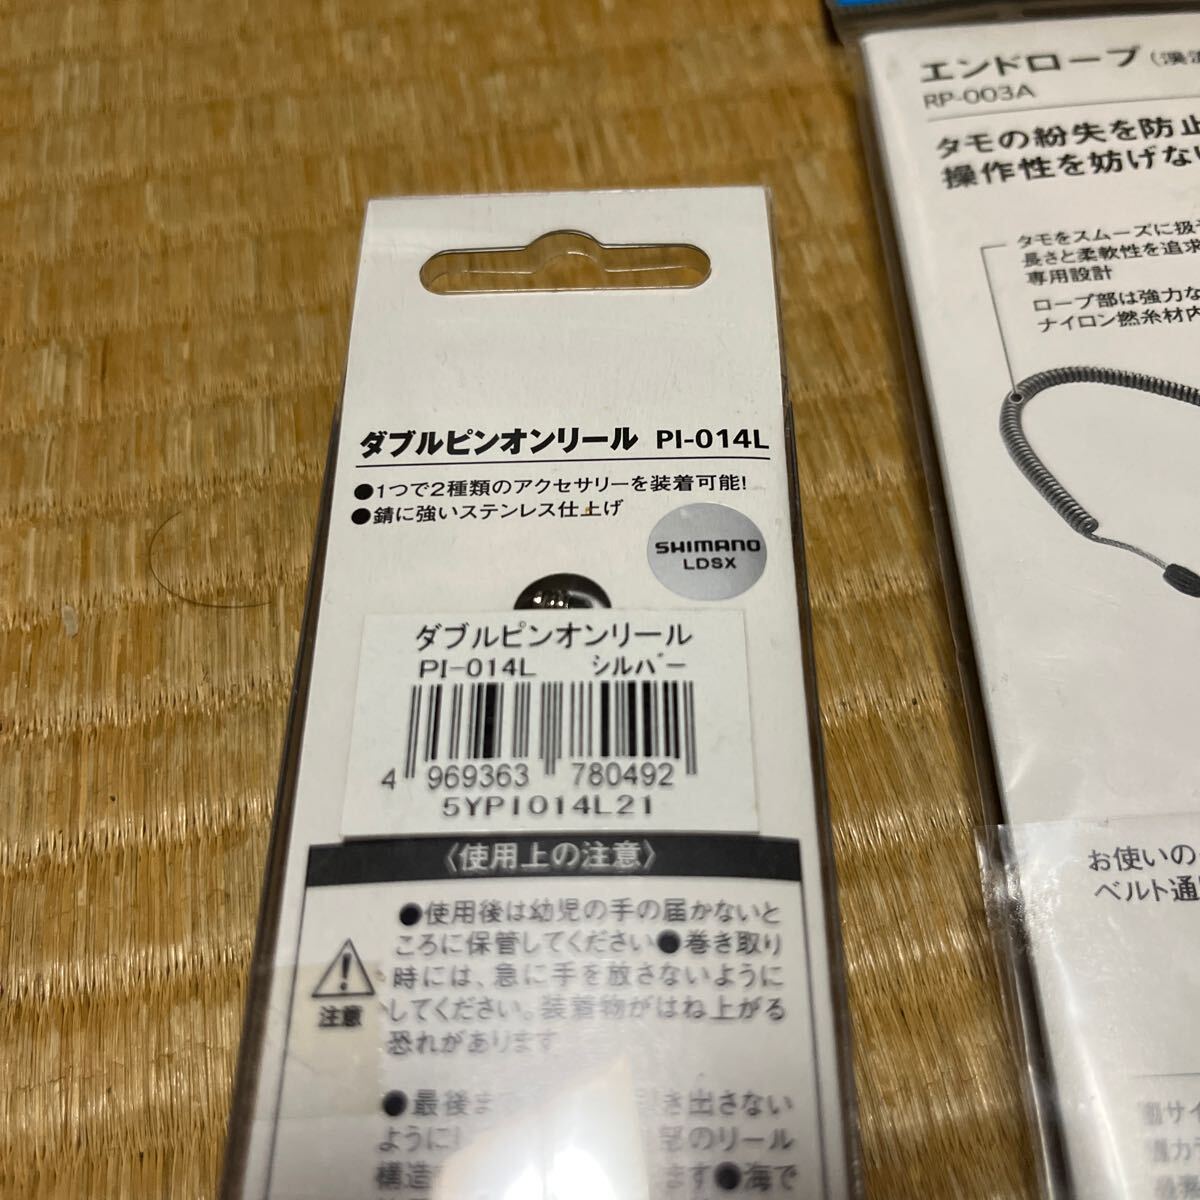 ダブルピンオンリール PI-014L
●1つで2種類のアクセサリーを装着可能!
●錆に強いステンレス仕上げ
SHIMANO
LDSX
ダブルピンオンリール
PI-014L シルバー
4 969363 780492
5YPI014L21
〈使用上の注意〉
注意
●使用後は幼児の手の届かないと
ころに保管してください●巻き取り
時には、急に手を放さないように
してください。装着物がはね上がる
恐れがあります
●最後ま
き出さない
ように
部のリール
構造
ます●海で
エンドロープ
RP-003A
タモの紛失を防止
操作性を妨げない
タモをスムーズに扱
長さと柔軟性を追求
専用設計
ロープ部は強力な
ナイロン撚糸材内
お使いの
ベルト通